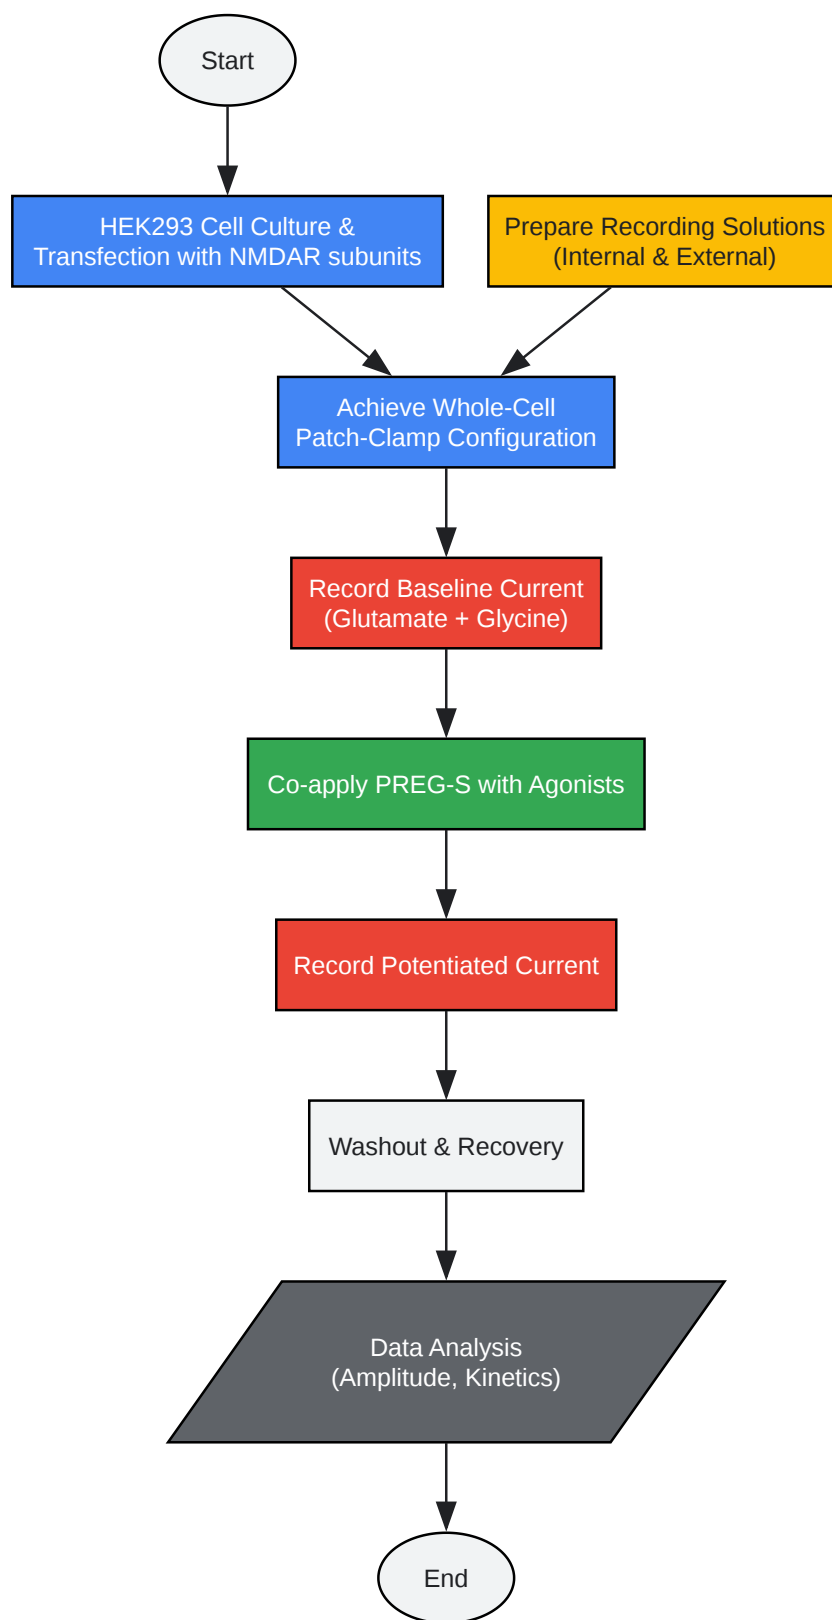 Start
HEK293 Cell Culture &
Transfection with NMDAR subunits
Prepare Recording Solutions
(Internal & External)
Achieve Whole-Cell
Patch-Clamp Configuration
Record Baseline Current
(Glutamate + Glycine)
Co-apply PREG-S with Agonists
Record Potentiated Current
Washout & Recovery
Data Analysis
(Amplitude, Kinetics)
End